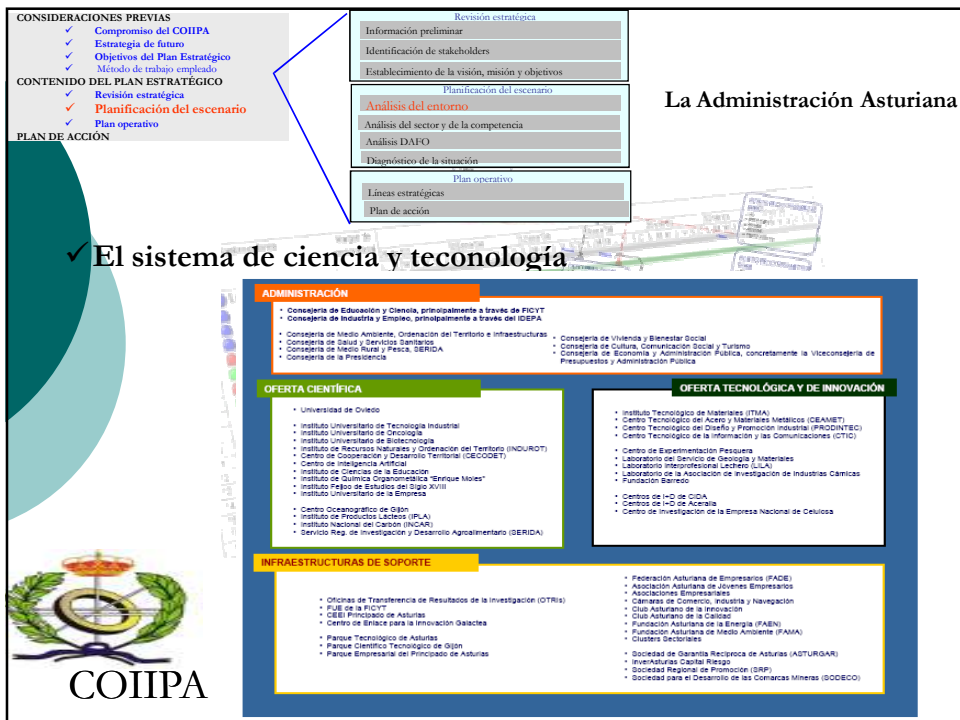 CONSIDERACIONES PREVIAS
✓ Compromiso del COIIPA
✓ Estrategia de futuro
✓ Objetivos del Plan Estratégico
✓ Método de trabajo empleado
CONTENIDO DEL PLAN ESTRATÉGICO
✓ Revisión estratégica
✓ Planificación del escenario
✓ Plan operativo
PLAN DE ACCIÓN
Revisión estratégica
Información preliminar
Identificación de stakeholders
Establecimiento de la visión, misión y objetivos
Planificación del escenario
Análisis del entorno
Análisis del sector y de la competencia
Análisis DAFO
Diagnóstico de la situación
Plan operativo
Líneas estratégicas
Plan de acción
La Administración Asturiana
✓ El sistema de ciencia y teconología
ADMINISTRACIÓN
• Consejería de Educación y Ciencia, principalmente a través de FICYT
• Consejería de Industria y Empleo, principalmente a través del IDEPA
• Consejería de Medio Ambiente, Ordenación del Territorio e Infraestructuras
• Consejería de Salud y Servicios Sanitarios
• Consejería de Medio Rural y Pesca, SERIDA
• Consejería de la Presidencia
• Consejería de Vivienda y Bienestar Social
• Consejería de Cultura, Comunicación Social y Turismo
• Consejería de Economía y Administración Pública, concretamente la Viceconsejería de
Presupuestos y Administración Pública
OFERTA CIENTÍFICA
• Universidad de Oviedo
• Instituto Universitario de Tecnología Industrial
• Instituto Universitario de Oncología
• Instituto Universitario de Biotecnología
• Instituto de Recursos Naturales y Ordenación del Territorio (INDUROT)
• Centro de Cooperación y Desarrollo Territorial (CECODET)
• Centro de Inteligencia Artificial
• Instituto de Ciencias de la Educación
• Instituto de Química Organometálica "Enrique Moles"
• Instituto Feijoo de Estudios del Siglo XVIII
• Instituto Universitario de la Empresa
• Centro Oceanográfico de Gijón
• Instituto de Productos Lácteos (IPLA)
• Instituto Nacional del Carbón (INCAR)
• Servicio Reg. de Investigación y Desarrollo Agroalimentario (SERIDA)
OFERTA TECNOLÓGICA Y DE INNOVACIÓN
• Instituto Tecnológico de Materiales (ITMA)
• Centro Tecnológico del Acero y Materiales Metálicos (CEAMET)
• Centro Tecnológico del Diseño y Promoción Industrial (PRODINTEC)
• Centro Tecnológico de la Información y las Comunicaciones (CTIC)
• Centro de Experimentación Pesquera
• Laboratorio del Servicio de Geología y Materiales
• Laboratorio Interprofesional Lechero (LILA)
• Laboratorio de la Asociación de Investigación de Industrias Cárnicas
• Fundación Barredo
• Centros de I+D de CIDA
• Centros de I+D de Aceralia
• Centro de Investigación de la Empresa Nacional de Celulosa
INFRAESTRUCTURAS DE SOPORTE
• Oficinas de Transferencia de Resultados de la Investigación (OTRIs)
• FUE de la FICYT
• CEEI Principado de Asturias
• Centro de Enlace para la Innovación Galactea
• Parque Tecnológico de Asturias
• Parque Científico Tecnológico de Gijón
• Parque Empresarial del Principado de Asturias
• Federación Asturiana de Empresarios (FADE)
• Asociación Asturiana de Jóvenes Empresarios
• Asociaciones Empresariales
• Cámaras de Comercio, Industria y Navegación
• Club Asturiano de la Innovación
• Club Asturiano de la Calidad
• Fundación Asturiana de la Energía (FAEN)
• Fundación Asturiana de Medio Ambiente (FAMA)
• Clusters Sectoriales
• Sociedad de Garantía Recíproca de Asturias (ASTURGAR)
• InverAsturias Capital Riesgo
• Sociedad Regional de Promoción (SRP)
• Sociedad para el Desarrollo de las Comarcas Mineras (SODECO)
COIIPA